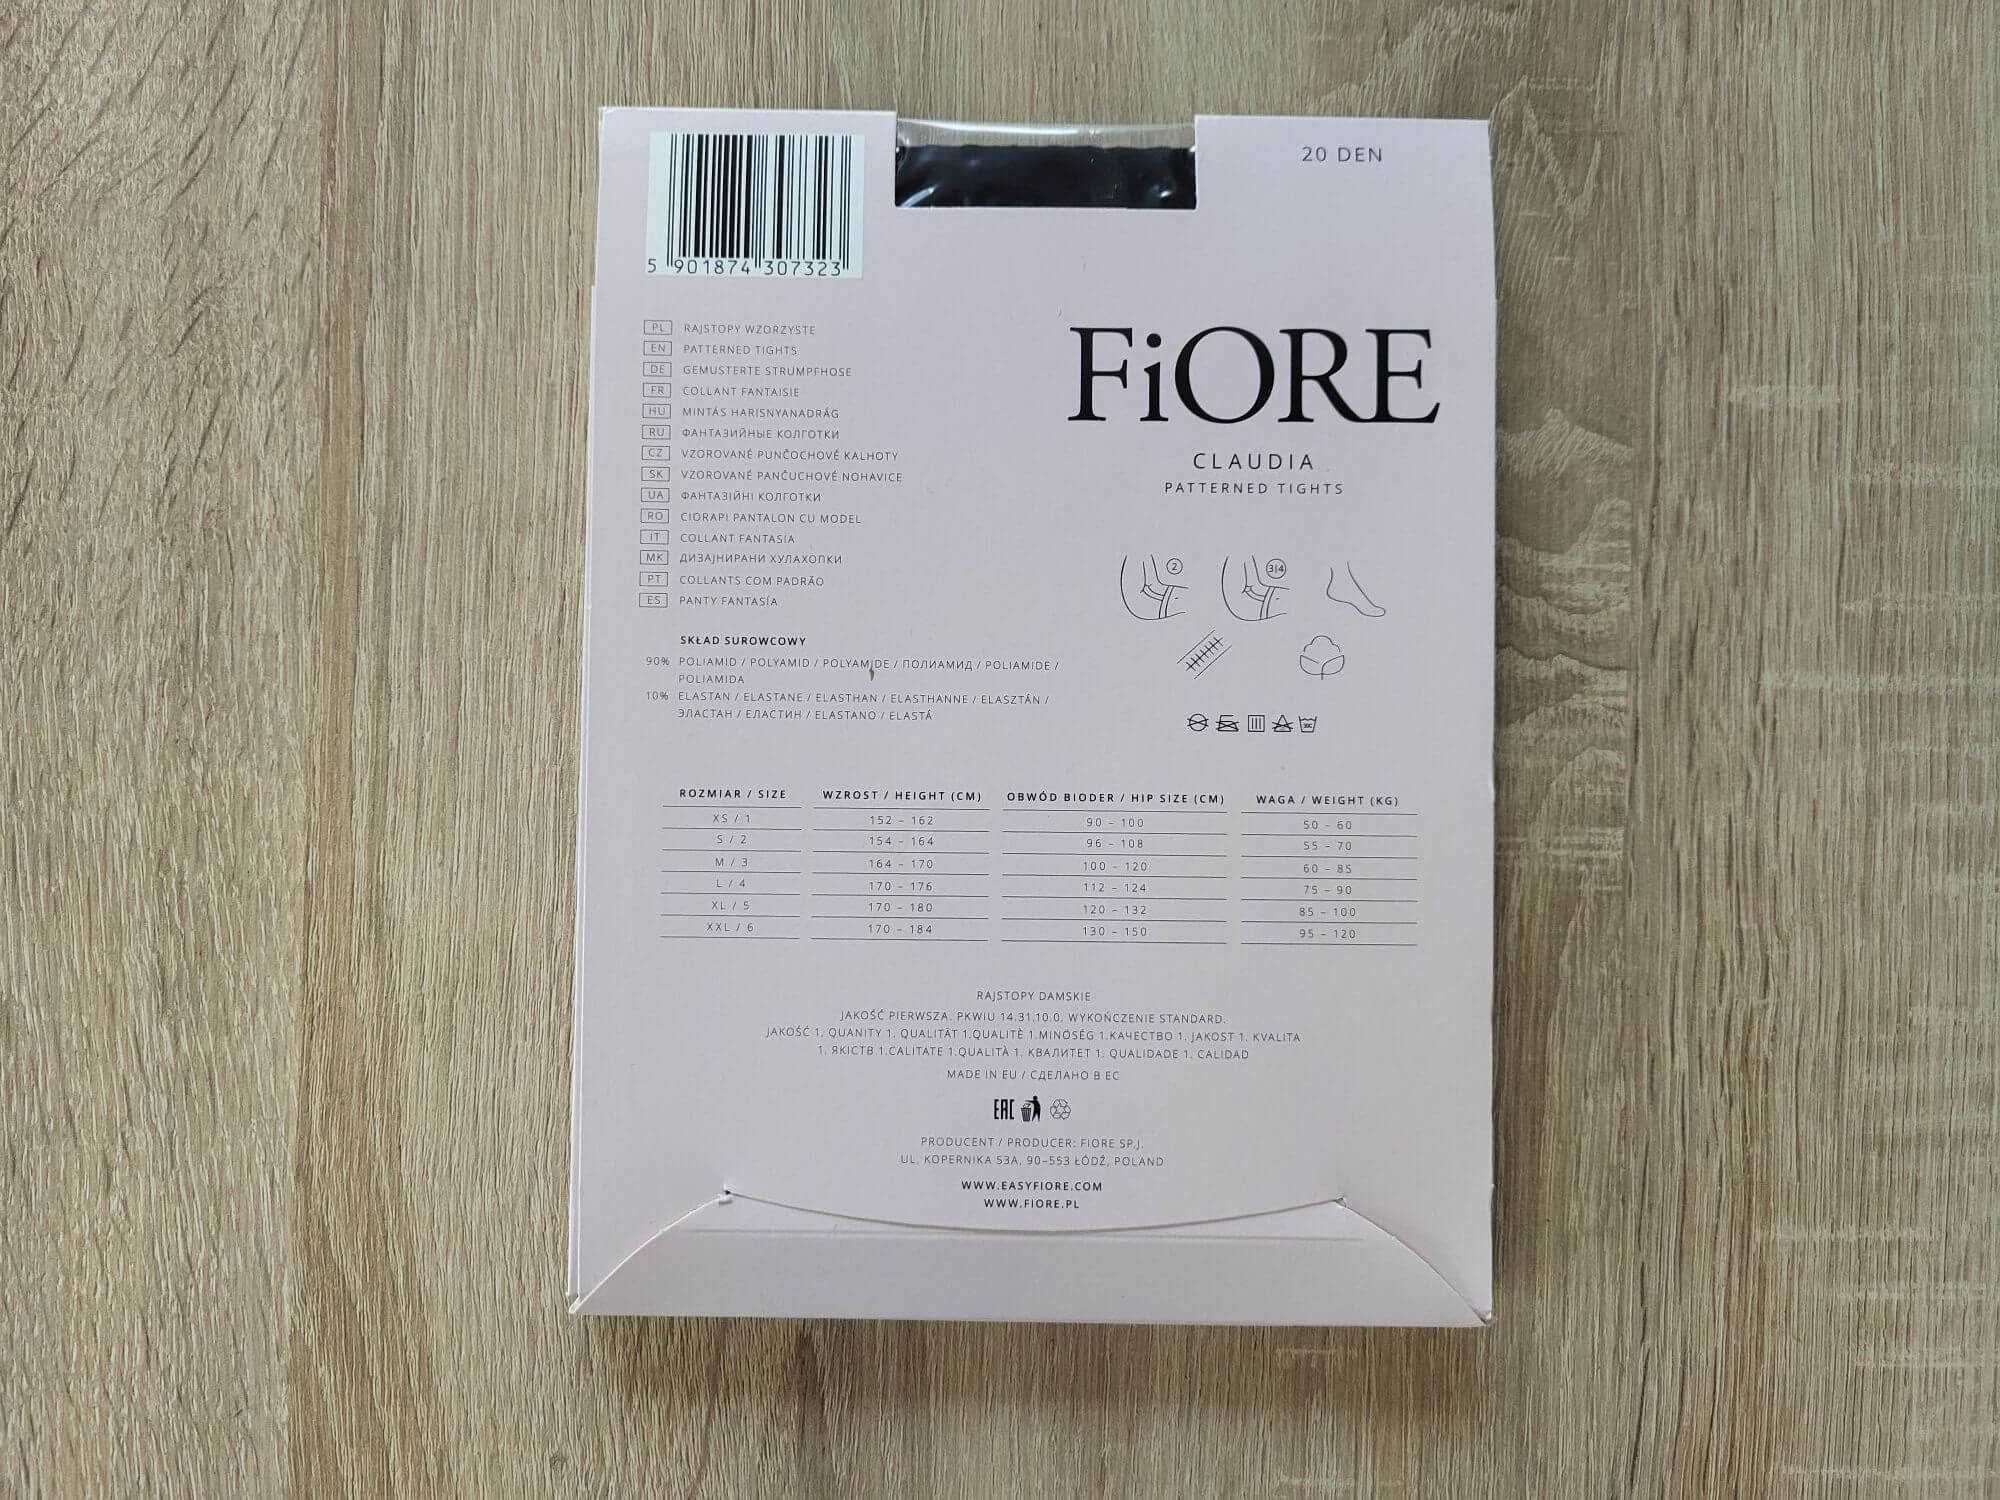 5 901874 307323
20 DEN
PL RAJSTOPY WZORZYSTE
EN PATTERNED TIGHTS
DE GEMUSTERTE STRUMPFHOSE
FR COLLANT FANTAISIE
HU MINTÁS HARISNYANADRÁG
RU ФАНТАЗИЙНЫЕ КОЛГОТКИ
CZ VZOROVANÉ PUNČOCHOVÉ KALHOTY
SK VZOROVANÉ PANČUCHOVÉ NOHAVICE
UA ФАНТАЗІЙНІ КОЛГОТКИ
RO CIORAPI PANTALON CU MODEL
IT COLLANT FANTASIA
MK ДИЗАЈНИРАНИ ХУЛАХОПКИ
PT COLLANTS COM PADRÃO
ES PANTY FANTASÍA
FiORE
CLAUDIA
PATTERNED TIGHTS
2
3|4
SKŁAD SUROWCOWY
90% POLIAMID / POLYAMID / POLYAMIDE / ПОЛИАМИД / POLIAMIDE /
POLIAMIDA
10% ELASTAN / ELASTANE / ELASTHAN / ELASTHANNE / ELASZTÁN /
ЭЛАСТАН / ЕЛАСТИН / ELASTANO / ELASTÁ
ROZMIAR / SIZE WZROST / HEIGHT (CM) OBWÓD BIODER / HIP SIZE (CM) WAGA / WEIGHT (KG)
XS / 1 152 – 162 90 – 100 50 – 60
S / 2 154 – 164 96 – 108 55 – 70
M / 3 164 – 170 100 – 120 60 – 85
L / 4 170 – 176 112 – 124 75 – 90
XL / 5 170 – 180 120 – 132 85 – 100
XXL / 6 170 – 184 130 – 150 95 – 120
RAJSTOPY DAMSKIE
JAKOŚĆ PIERWSZA. PKWIU 14.31.10.0. WYKOŃCZENIE STANDARD.
JAKOŚĆ 1. QUANITY 1. QUALITÄT 1.QUALITÈ 1.MINÖSÉG 1.КАЧЕСТВО 1. JAKOST 1. KVALITA
1. ЯКІСТВ 1.CALITATE 1.QUALITÀ 1. КВАЛИТЕТ 1. QUALIDADE 1. CALIDAD
MADE IN EU / СДЕЛАНО В ЕС
EAC
PRODUCENT / PRODUCER: FIORE SP.J.
UL. KOPERNIKA 53A, 90–553 ŁÓDŹ, POLAND
WWW.EASYFIORE.COM
WWW.FIORE.PL